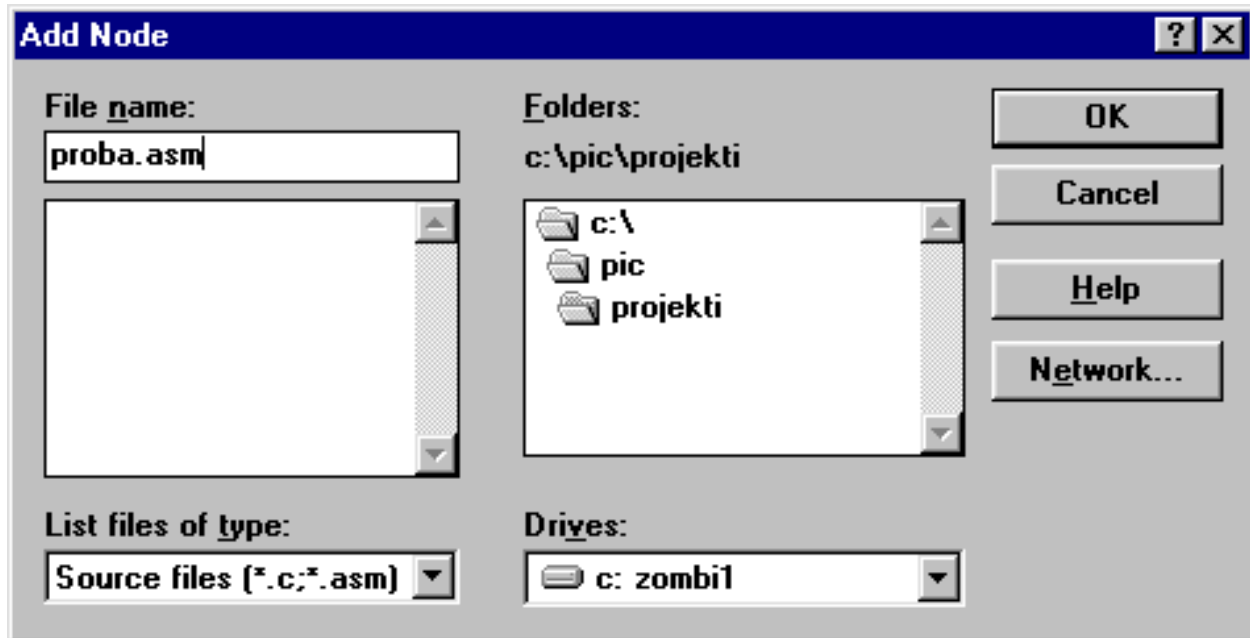 Add Node
File name:
proba.asm
List files of type:
Source files (*.c;*.asm)
Folders:
c:\pic\projekti
c:\
pic
projekti
Drives:
c: zombi1
OK
Cancel
Help
Network...